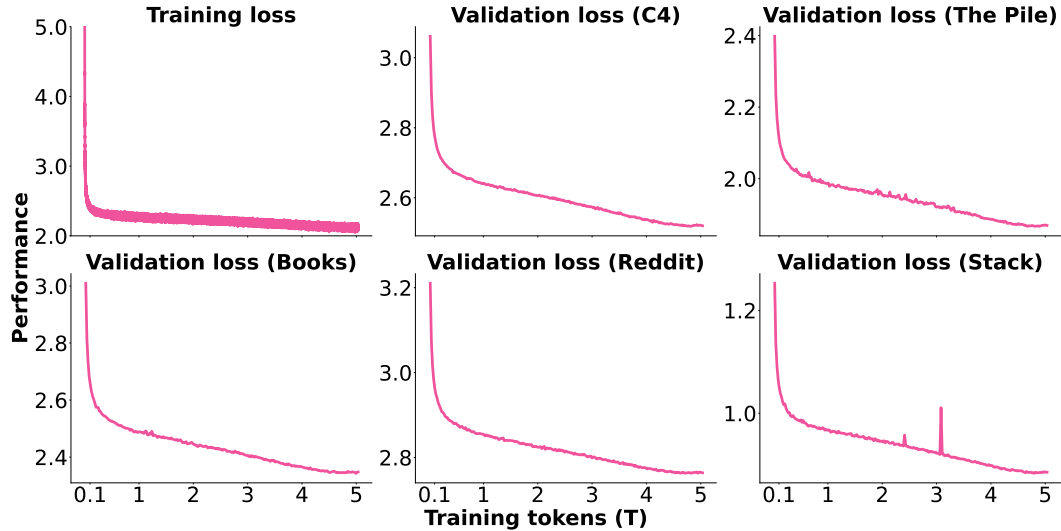 Training loss
Validation loss (C4)
Validation loss (The Pile)
5.0
4.0
3.0
2.0
3.0
2.8
2.6
2.4
2.2
2.0
Performance
Validation loss (Books)
Validation loss (Reddit)
Validation loss (Stack)
3.0
2.8
2.6
2.4
0.1 1 2 3 4 5
3.2
3.0
2.8
0.1 1 2 3 4 5
1.2
1.0
0.1 1 2 3 4 5
Training tokens (T)